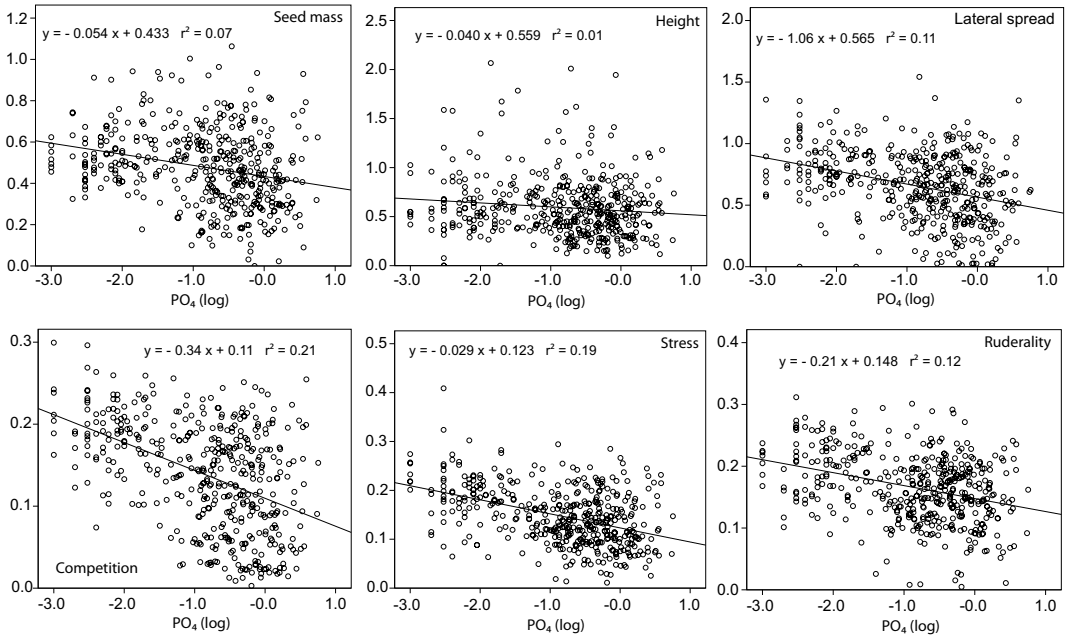 Seed mass
y = - 0.054 x + 0.433 r² = 0.07
1.2
1.0
0.8
0.6
0.4
0.2
0.0
-3.0 -2.0 -1.0 -0.0 1.0
PO₄ (log)
Height
y = - 0.040 x + 0.559 r² = 0.01
2.5
2.0
1.5
1.0
0.5
0.0
-3.0 -2.0 -1.0 -0.0 1.0
PO₄ (log)
Lateral spread
y = - 1.06 x + 0.565 r² = 0.11
2.0
1.5
1.0
0.5
0.0
-3.0 -2.0 -1.0 -0.0 1.0
PO₄ (log)
y = - 0.34 x + 0.11 r² = 0.21
0.3
0.2
0.1
0.0
Competition
-3.0 -2.0 -1.0 -0.0 1.0
PO₄ (log)
Stress
y = - 0.029 x + 0.123 r² = 0.19
0.5
0.4
0.3
0.2
0.1
0.0
-3.0 -2.0 -1.0 -0.0 1.0
PO₄ (log)
Ruderality
y = - 0.21 x + 0.148 r² = 0.12
0.4
0.3
0.2
0.1
0.0
-3.0 -2.0 -1.0 -0.0 1.0
PO₄ (log)